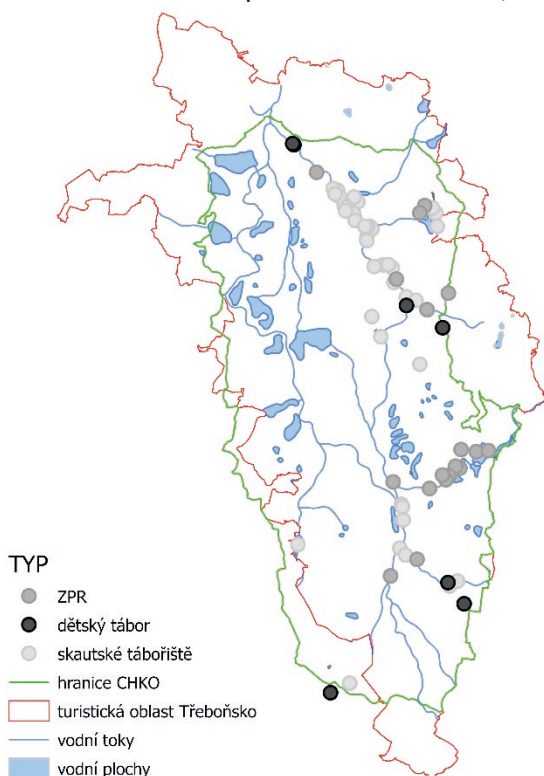 TYP
ZPR
dětský tábor
skautské tábořiště
hranice CHKO
turistická oblast Třeboňsko
vodní toky
vodní plochy